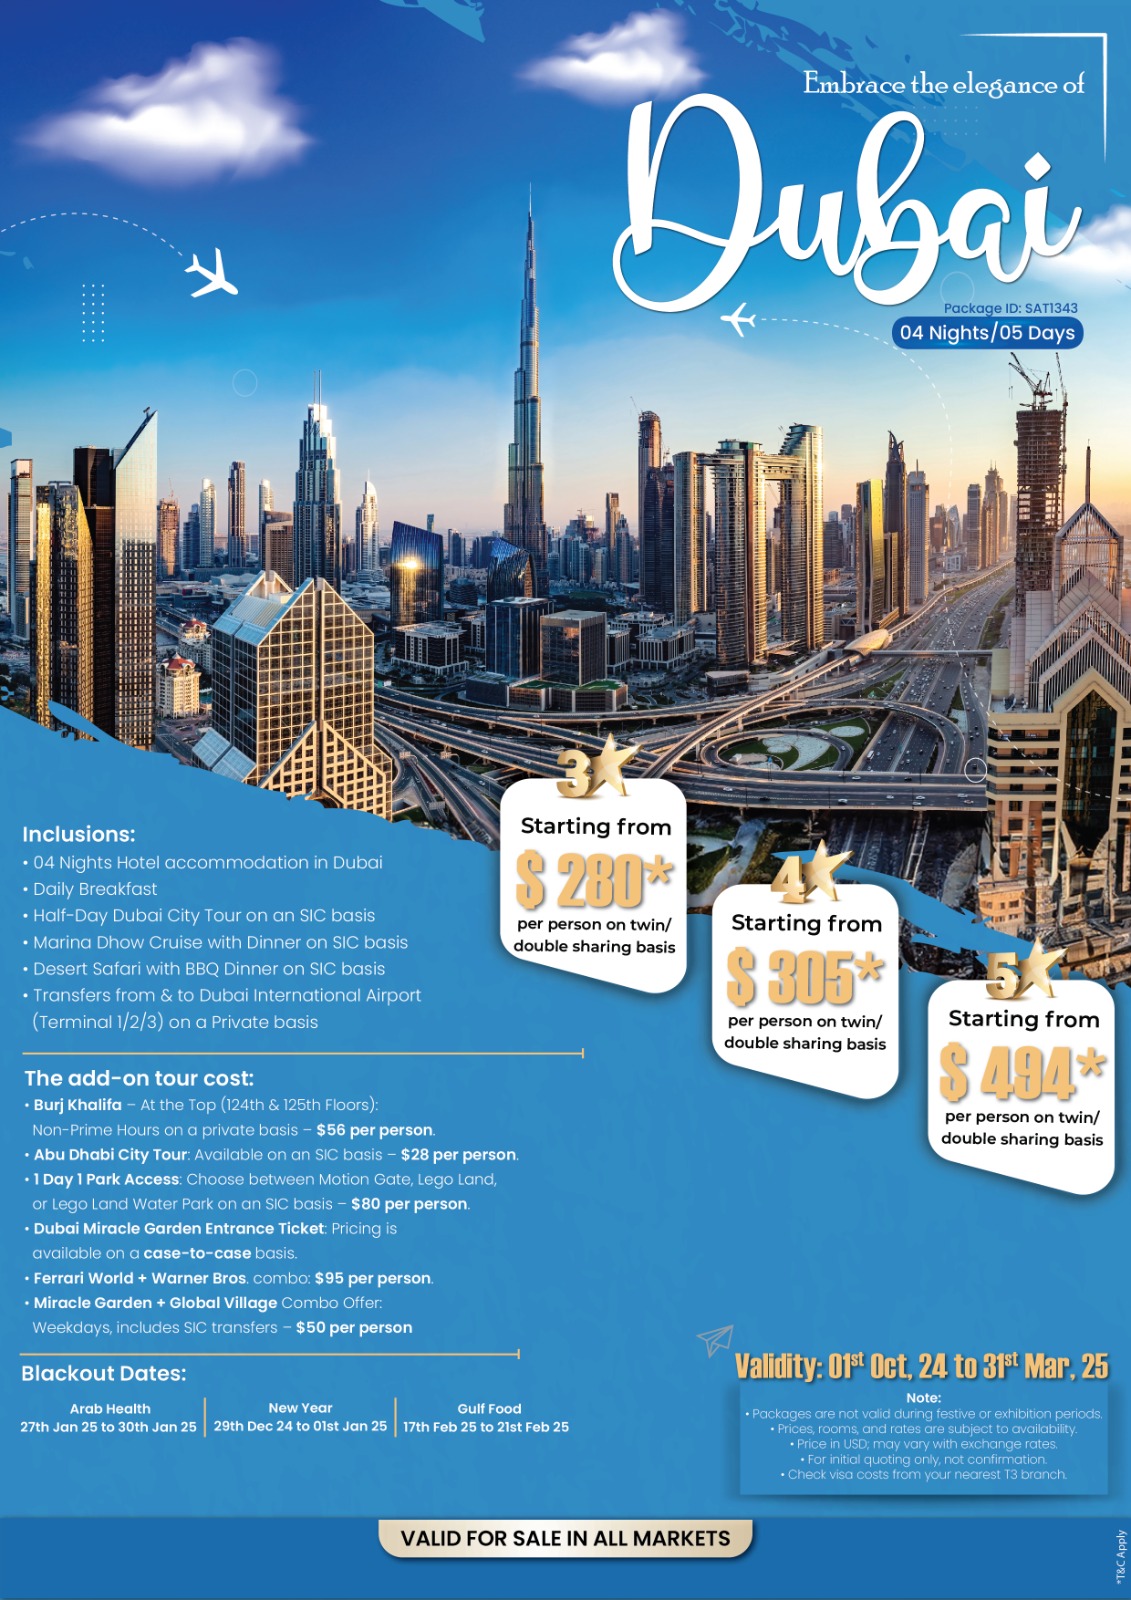 Embrace the elegance of
Dubai
Package ID: SAT1343
04 Nights/05 Days
3
Starting from
$ 280*
per person on twin/
double sharing basis
4
Starting from
$ 305*
per person on twin/
double sharing basis
5
Starting from
$ 494*
per person on twin/
double sharing basis
Inclusions:
• 04 Nights Hotel accommodation in Dubai
• Daily Breakfast
• Half-Day Dubai City Tour on an SIC basis
• Marina Dhow Cruise with Dinner on SIC basis
• Desert Safari with BBQ Dinner on SIC basis
• Transfers from & to Dubai International Airport
(Terminal 1/2/3) on a Private basis
The add-on tour cost:
• Burj Khalifa – At the Top (124th & 125th Floors):
Non-Prime Hours on a private basis – $56 per person.
• Abu Dhabi City Tour: Available on an SIC basis – $28 per person.
• 1 Day 1 Park Access: Choose between Motion Gate, Lego Land,
or Lego Land Water Park on an SIC basis – $80 per person.
• Dubai Miracle Garden Entrance Ticket: Pricing is
available on a case-to-case basis.
• Ferrari World + Warner Bros. combo: $95 per person.
• Miracle Garden + Global Village Combo Offer:
Weekdays, includes SIC transfers – $50 per person
Blackout Dates:
Arab Health
27th Jan 25 to 30th Jan 25
New Year
29th Dec 24 to 01st Jan 25
Gulf Food
17th Feb 25 to 21st Feb 25
Validity: 01st Oct, 24 to 31st Mar, 25
Note:
• Packages are not valid during festive or exhibition periods.
• Prices, rooms, and rates are subject to availability.
• Price in USD; may vary with exchange rates.
• For initial quoting only, not confirmation.
• Check visa costs from your nearest T3 branch.
VALID FOR SALE IN ALL MARKETS
*T&C Apply